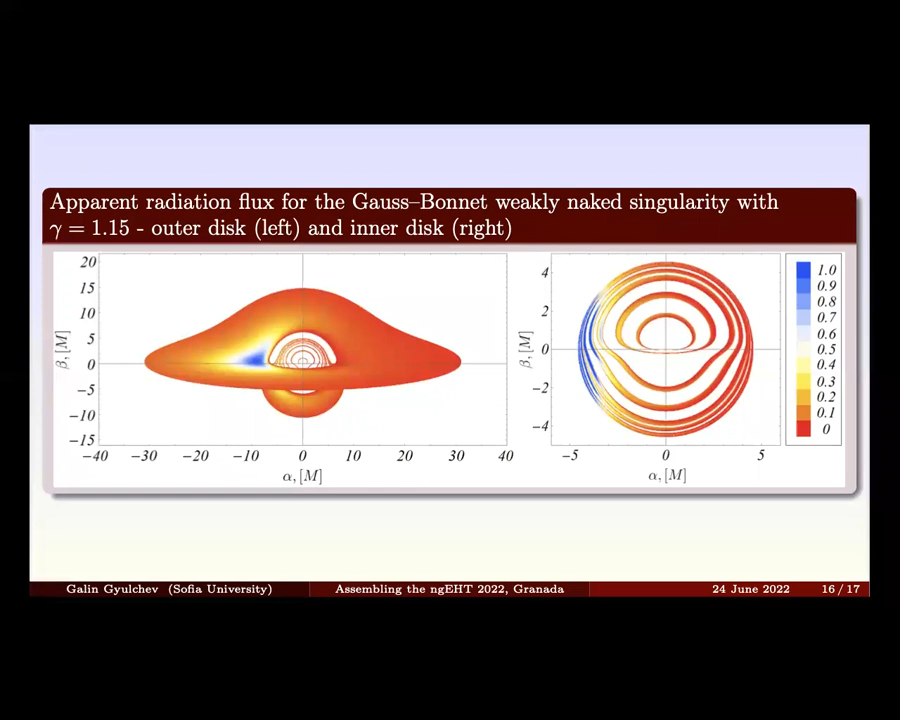 Apparent radiation flux for the Gauss–Bonnet weakly naked singularity with
γ = 1.15 - outer disk (left) and inner disk (right)
20
15
10
5
0
−5
−10
−15
β, [M]
−40 −30 −20 −10 0 10 20 30 40
α, [M]
4
2
0
−2
−4
β, [M]
−5 0 5
α, [M]
1.0
0.9
0.8
0.7
0.6
0.5
0.4
0.3
0.2
0.1
0
Galin Gyulchev (Sofia University) Assembling the ngEHT 2022, Granada 24 June 2022 16 / 17